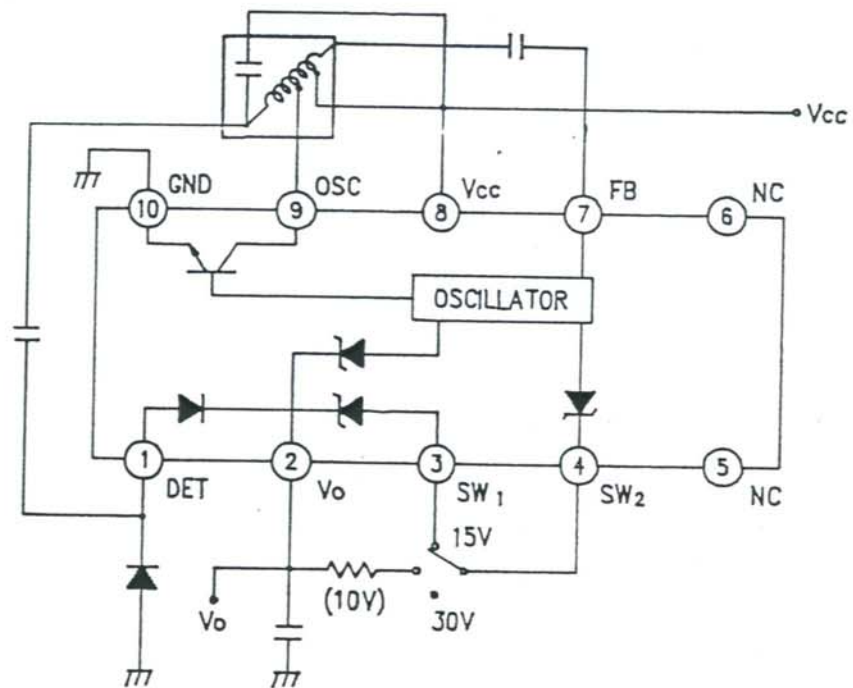 Vcc
GND
OSC
Vcc
FB
NC
10
9
8
7
6
OSCILLATOR
1
2
3
4
5
DET
Vo
SW1
SW2
NC
15V
(10V)
Vo
30V